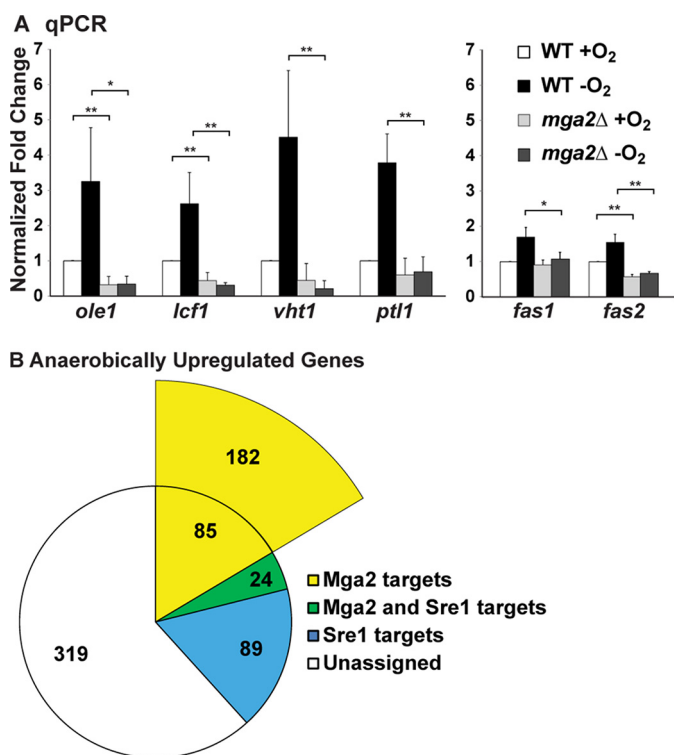 A qPCR
Normalized Fold Change
7
6
5
4
3
2
1
0
* ** ** ** ** **
ole1 lcf1 vht1 ptl1
7
6
5
4
3
2
1
0
WT +O₂
WT -O₂
mga2Δ +O₂
mga2Δ -O₂
* ** **
fas1 fas2
B Anaerobically Upregulated Genes
182
85
24
89
319
Mga2 targets
Mga2 and Sre1 targets
Sre1 targets
Unassigned